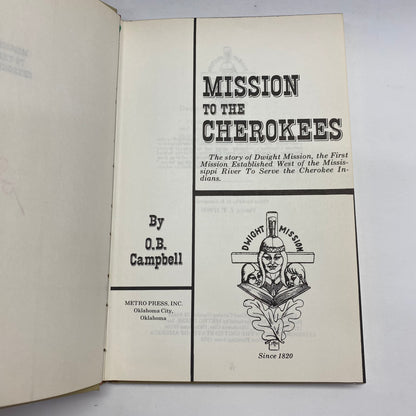 MISSION
TO THE
CHEROKEES
The story of Dwight Mission, the First
Mission Established West of the Missis-
sippi River To Serve the Cherokee In-
dians.
By
O.B.
Campbell
DWIGHT MISSION
METRO PRESS, INC.
Oklahoma City,
Oklahoma
Since 1820